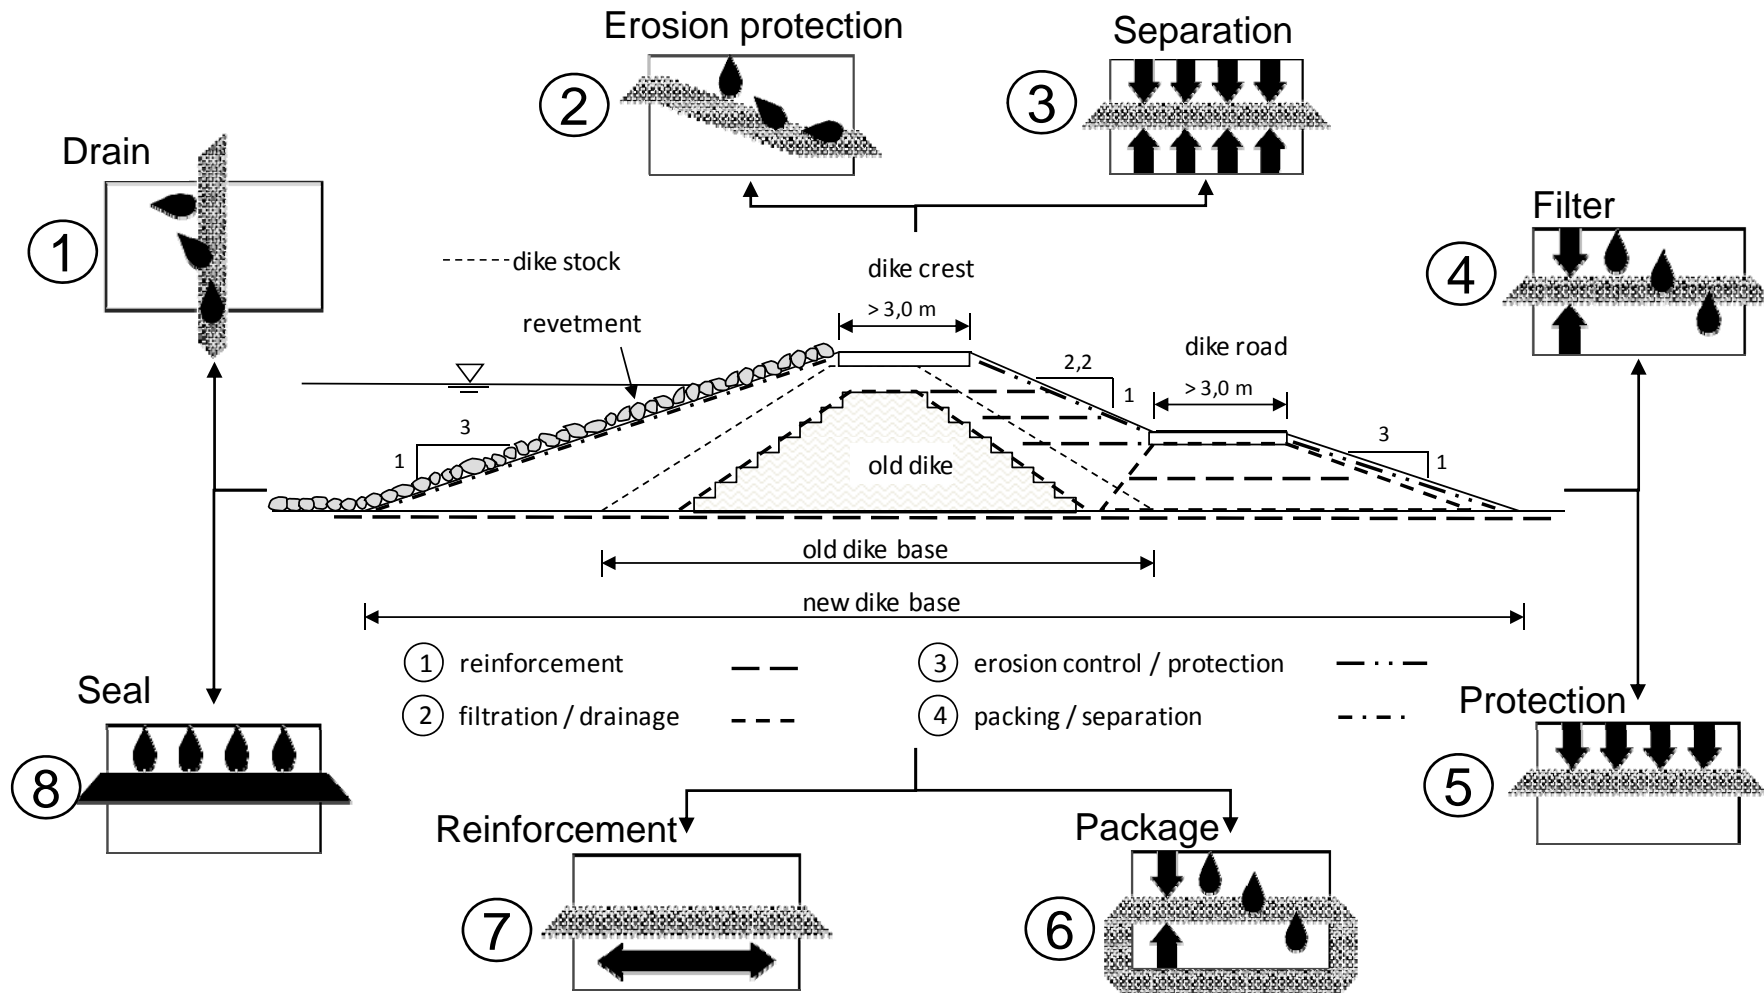 Erosion protection
2
Separation
3
Drain
1
Filter
4
dike stock
dike crest
> 3,0 m
revetment
2,2
1
dike road
> 3,0 m
3
1
3
1
old dike
old dike base
new dike base
1 reinforcement
3 erosion control / protection
2 filtration / drainage
4 packing / separation
Seal
8
Protection
5
Reinforcement
7
Package
6